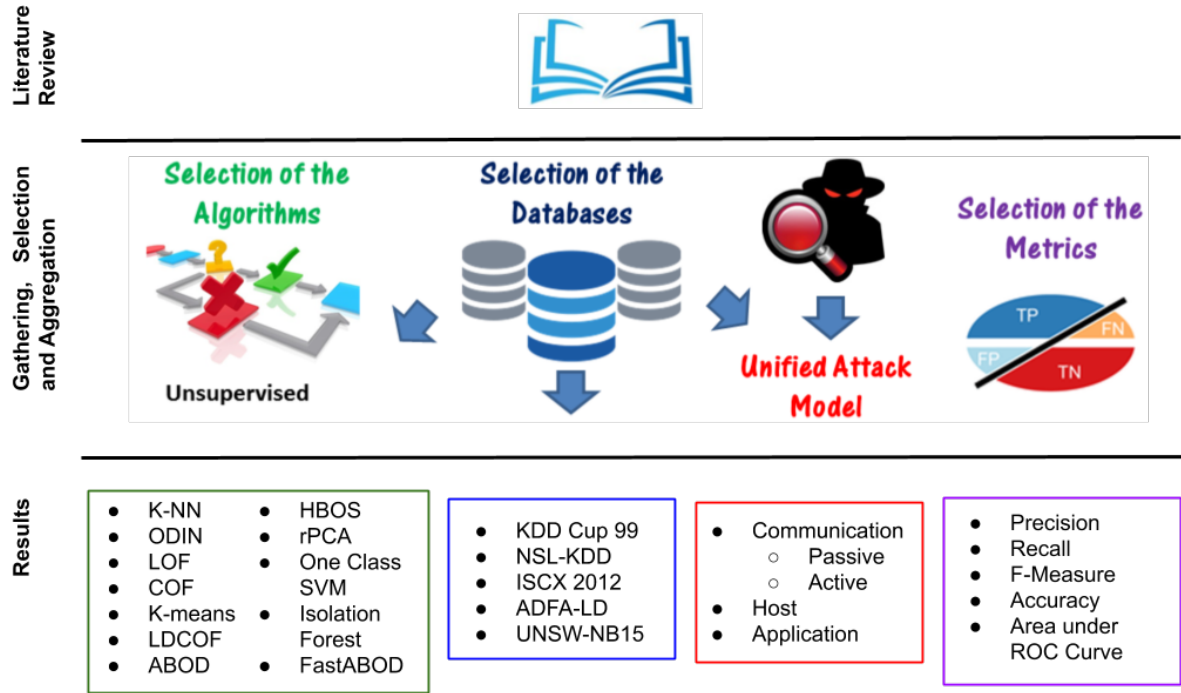 Literature
Review
Gathering, Selection
and Aggregation
Selection of the
Algorithms
?
Unsupervised
Selection of the
Databases
Unified Attack
Model
Selection of the
Metrics
TP
FN
FP
TN
Results
● K-NN
● ODIN
● LOF
● COF
● K-means
● LDCOF
● ABOD
● HBOS
● rPCA
● One Class
SVM
● Isolation
Forest
● FastABOD
● KDD Cup 99
● NSL-KDD
● ISCX 2012
● ADFA-LD
● UNSW-NB15
● Communication
○ Passive
○ Active
● Host
● Application
● Precision
● Recall
● F-Measure
● Accuracy
● Area under
ROC Curve